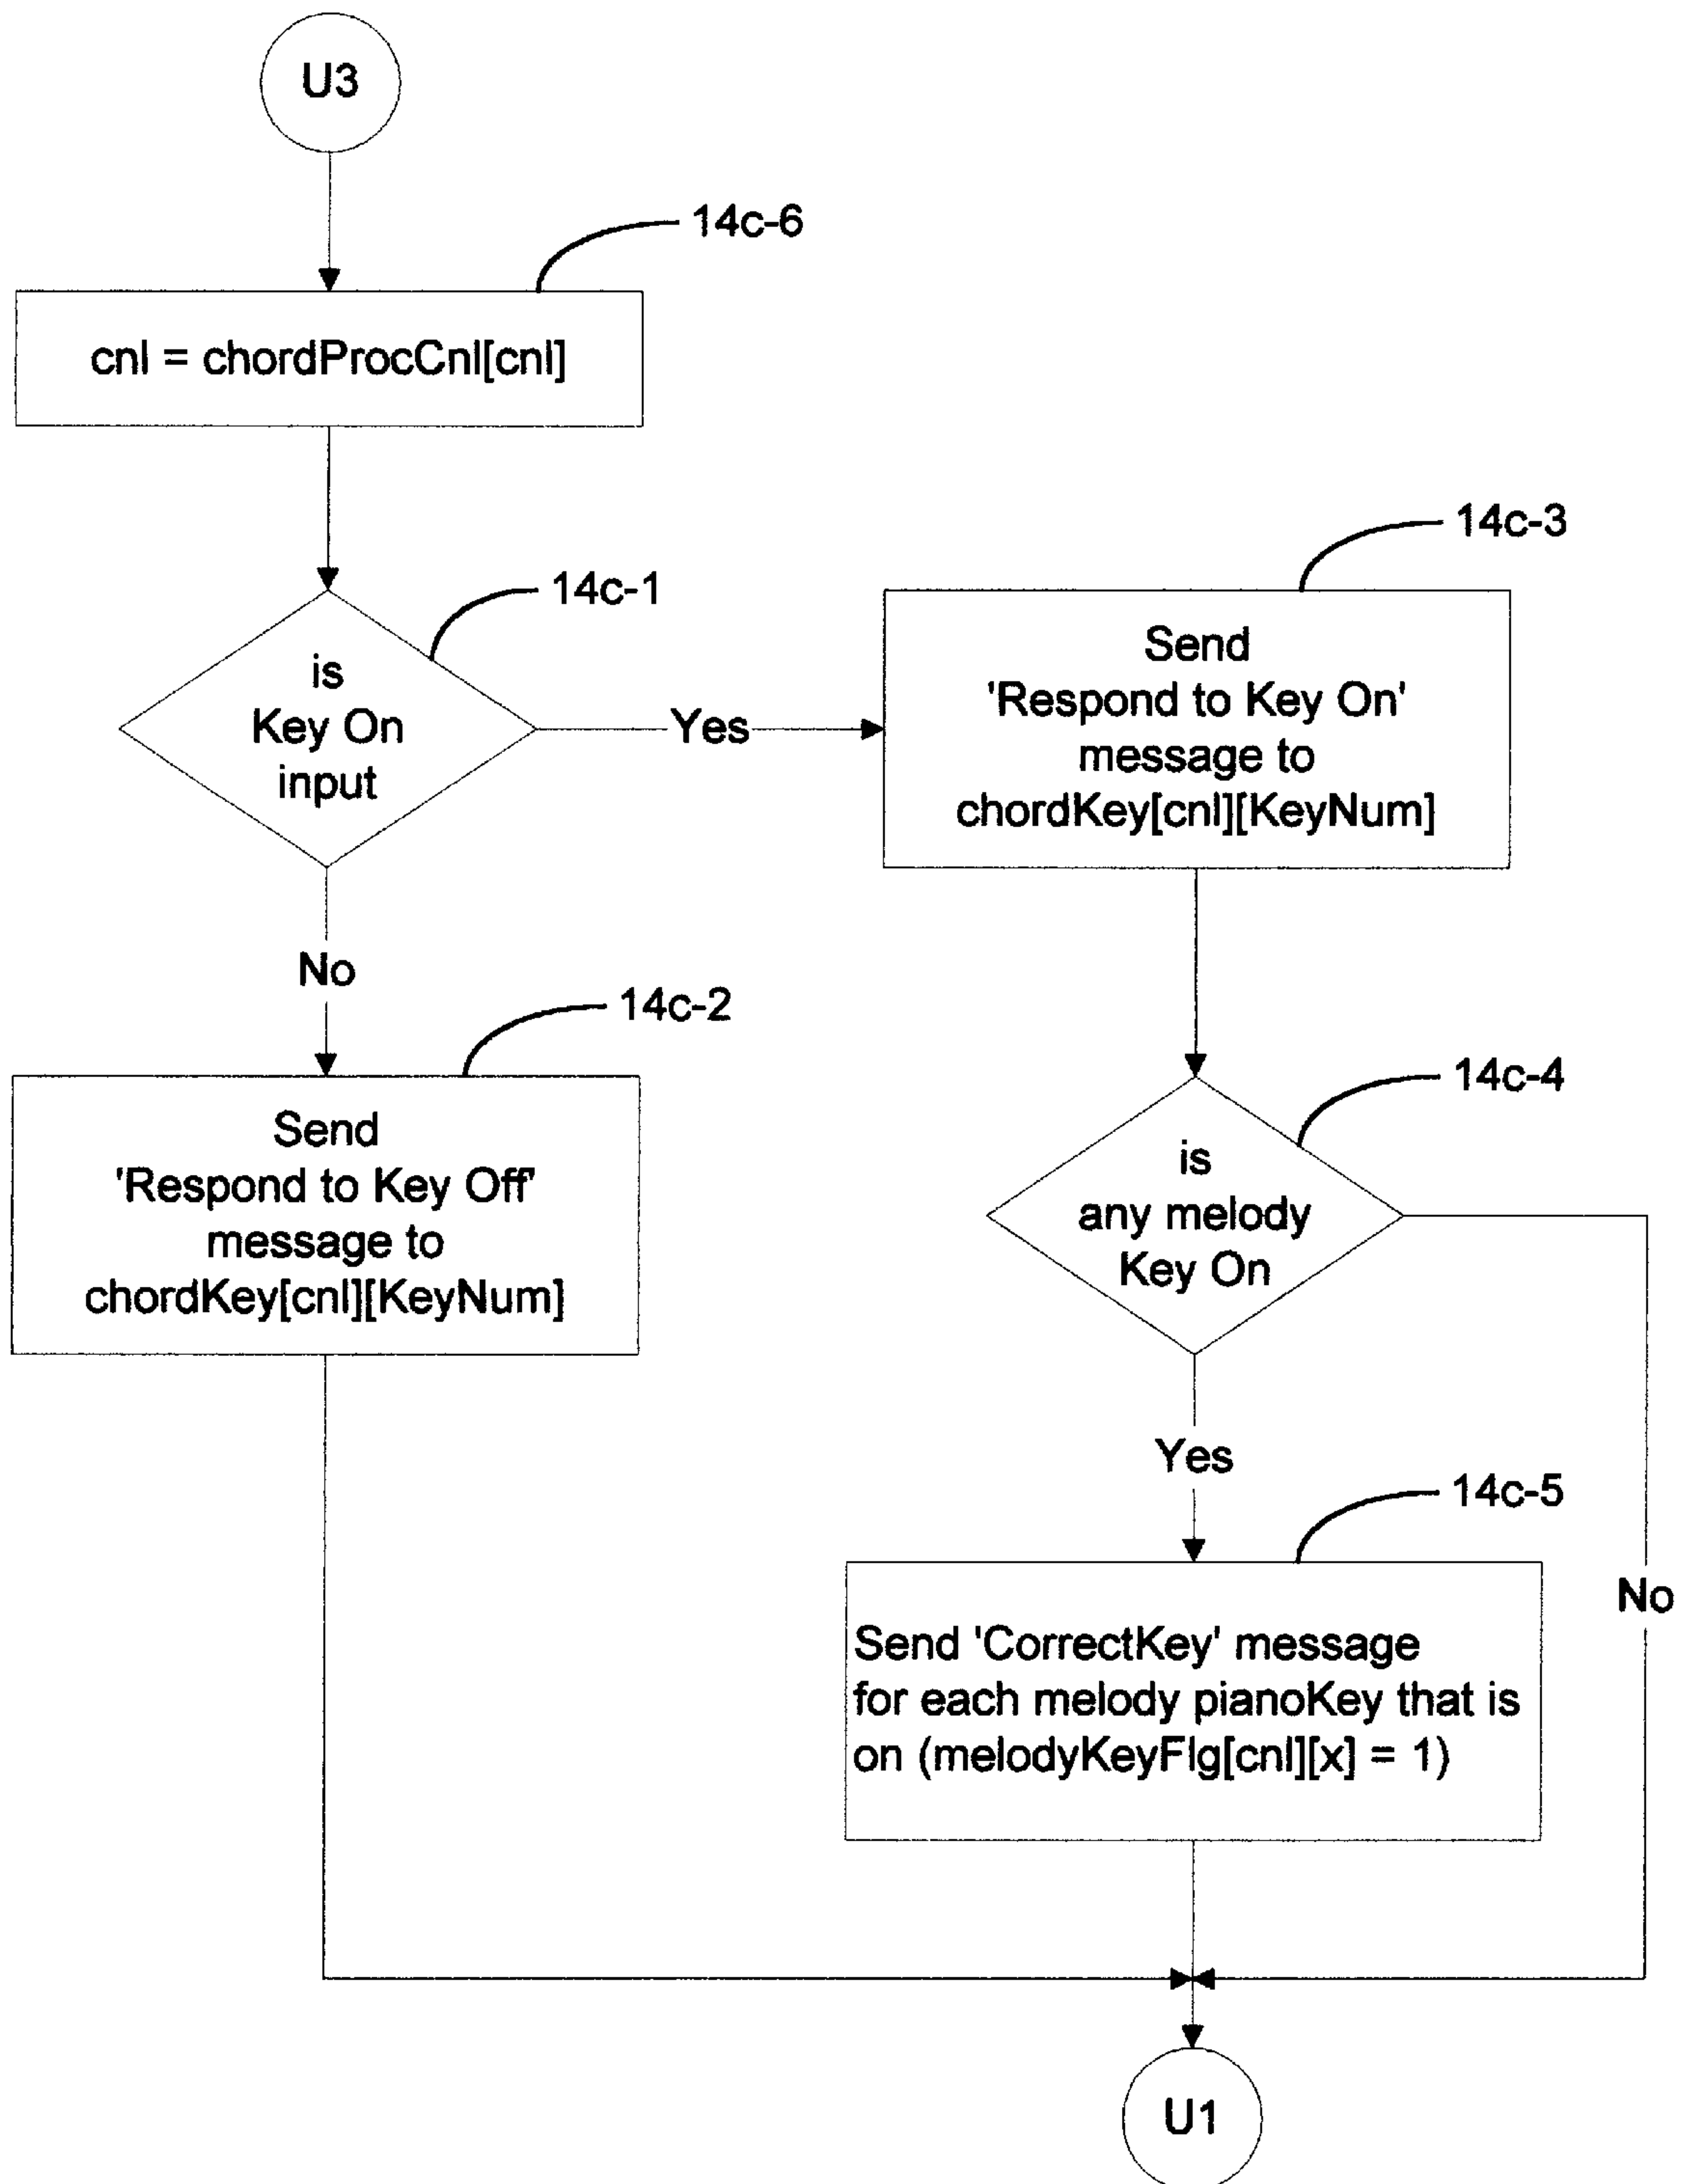 U3
14c-6
cnl = chordProcCnl[cnl]
14c-1
is
Key On
input
Yes
14c-3
Send
'Respond to Key On'
message to
chordKey[cnl][KeyNum]
No
14c-2
Send
'Respond to Key Off'
message to
chordKey[cnl][KeyNum]
14c-4
is
any melody
Key On
Yes
14c-5
Send 'CorrectKey' message
for each melody pianoKey that is
on (melodyKeyFlg[cnl][x] = 1)
No
U1